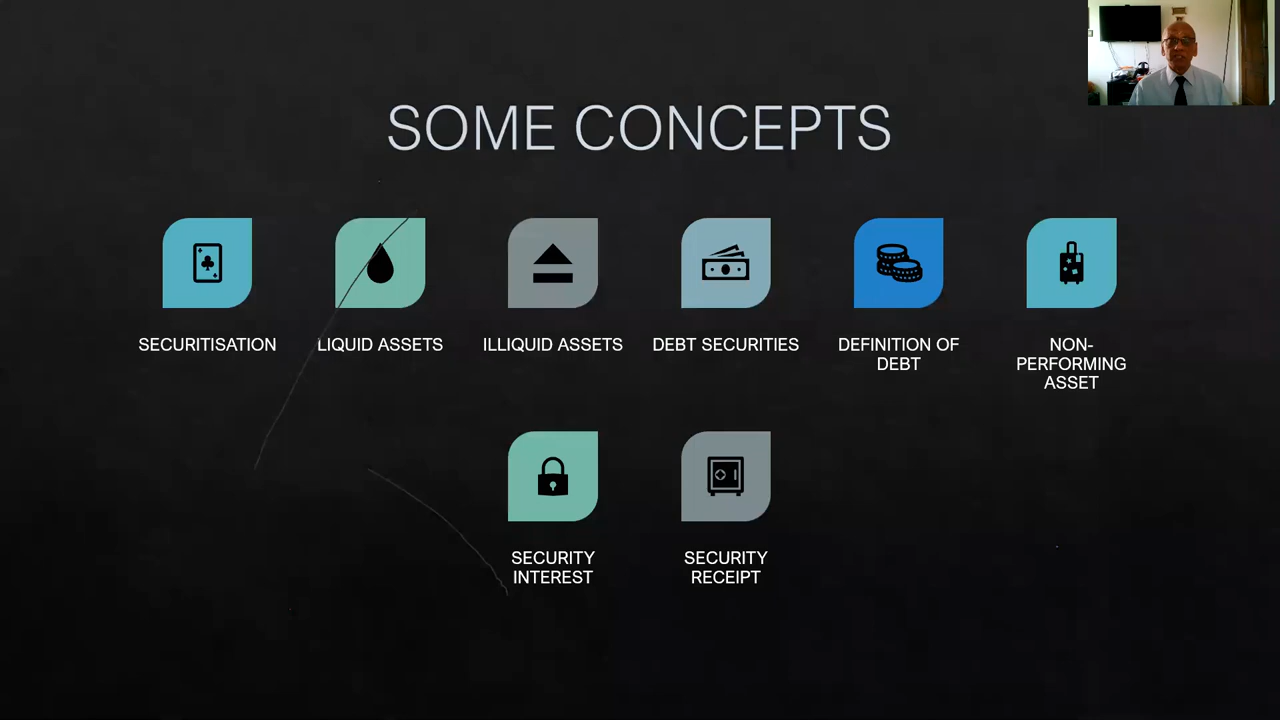 SOME CONCEPTS
SECURITISATION
LIQUID ASSETS
ILLIQUID ASSETS
DEBT SECURITIES
DEFINITION OF
DEBT
NON-
PERFORMING
ASSET
SECURITY
INTEREST
SECURITY
RECEIPT